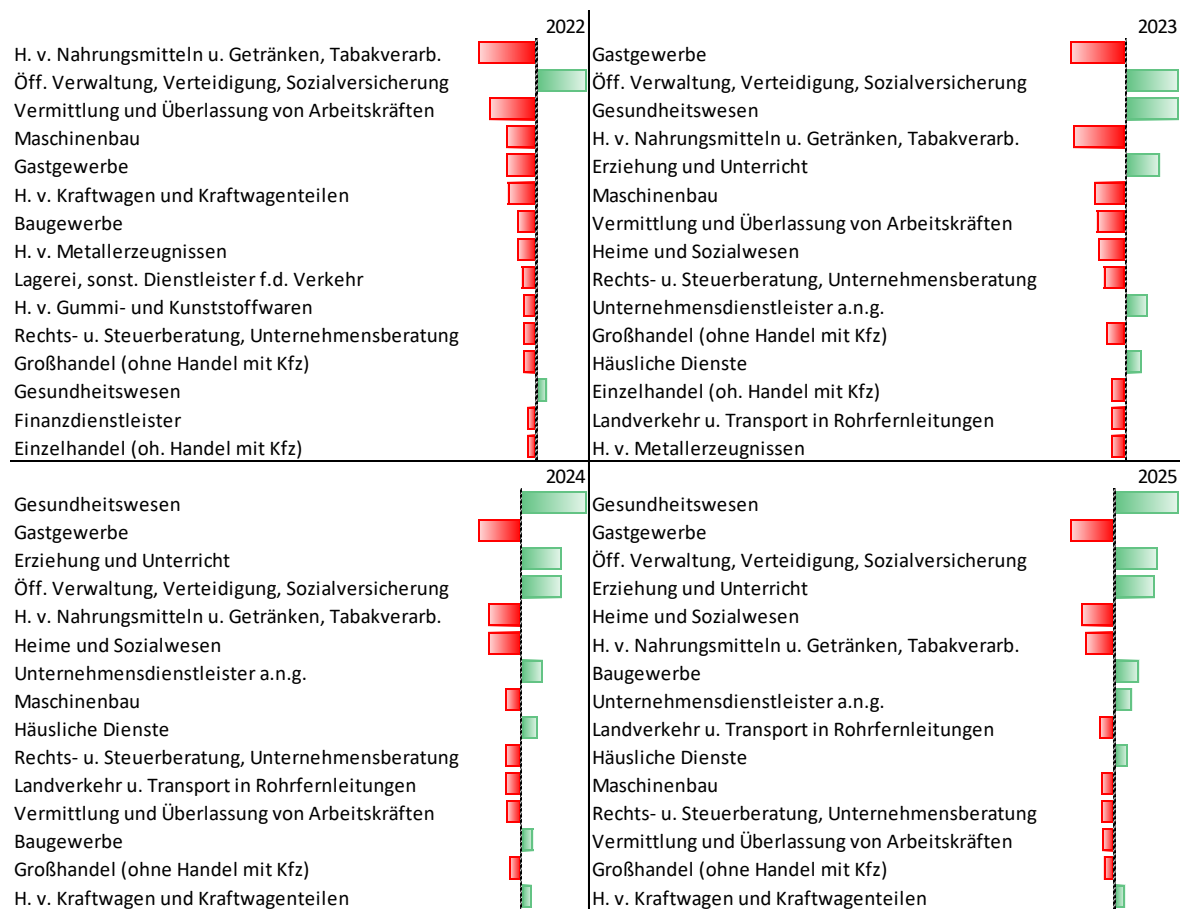 2022
H. v. Nahrungsmitteln u. Getränken, Tabakverarb.
Öff. Verwaltung, Verteidigung, Sozialversicherung
Vermittlung und Überlassung von Arbeitskräften
Maschinenbau
Gastgewerbe
H. v. Kraftwagen und Kraftwagenteilen
Baugewerbe
H. v. Metallerzeugnissen
Lagerei, sonst. Dienstleister f.d. Verkehr
H. v. Gummi- und Kunststoffwaren
Rechts- u. Steuerberatung, Unternehmensberatung
Großhandel (ohne Handel mit Kfz)
Gesundheitswesen
Finanzdienstleister
Einzelhandel (oh. Handel mit Kfz)
2023
Gastgewerbe
Öff. Verwaltung, Verteidigung, Sozialversicherung
Gesundheitswesen
H. v. Nahrungsmitteln u. Getränken, Tabakverarb.
Erziehung und Unterricht
Maschinenbau
Vermittlung und Überlassung von Arbeitskräften
Heime und Sozialwesen
Rechts- u. Steuerberatung, Unternehmensberatung
Unternehmensdienstleister a.n.g.
Großhandel (ohne Handel mit Kfz)
Häusliche Dienste
Einzelhandel (oh. Handel mit Kfz)
Landverkehr u. Transport in Rohrfernleitungen
H. v. Metallerzeugnissen
2024
Gesundheitswesen
Gastgewerbe
Erziehung und Unterricht
Öff. Verwaltung, Verteidigung, Sozialversicherung
H. v. Nahrungsmitteln u. Getränken, Tabakverarb.
Heime und Sozialwesen
Unternehmensdienstleister a.n.g.
Maschinenbau
Häusliche Dienste
Rechts- u. Steuerberatung, Unternehmensberatung
Landverkehr u. Transport in Rohrfernleitungen
Vermittlung und Überlassung von Arbeitskräften
Baugewerbe
Großhandel (ohne Handel mit Kfz)
H. v. Kraftwagen und Kraftwagenteilen
2025
Gesundheitswesen
Gastgewerbe
Öff. Verwaltung, Verteidigung, Sozialversicherung
Erziehung und Unterricht
Heime und Sozialwesen
H. v. Nahrungsmitteln u. Getränken, Tabakverarb.
Baugewerbe
Unternehmensdienstleister a.n.g.
Landverkehr u. Transport in Rohrfernleitungen
Häusliche Dienste
Maschinenbau
Rechts- u. Steuerberatung, Unternehmensberatung
Vermittlung und Überlassung von Arbeitskräften
Großhandel (ohne Handel mit Kfz)
H. v. Kraftwagen und Kraftwagenteilen